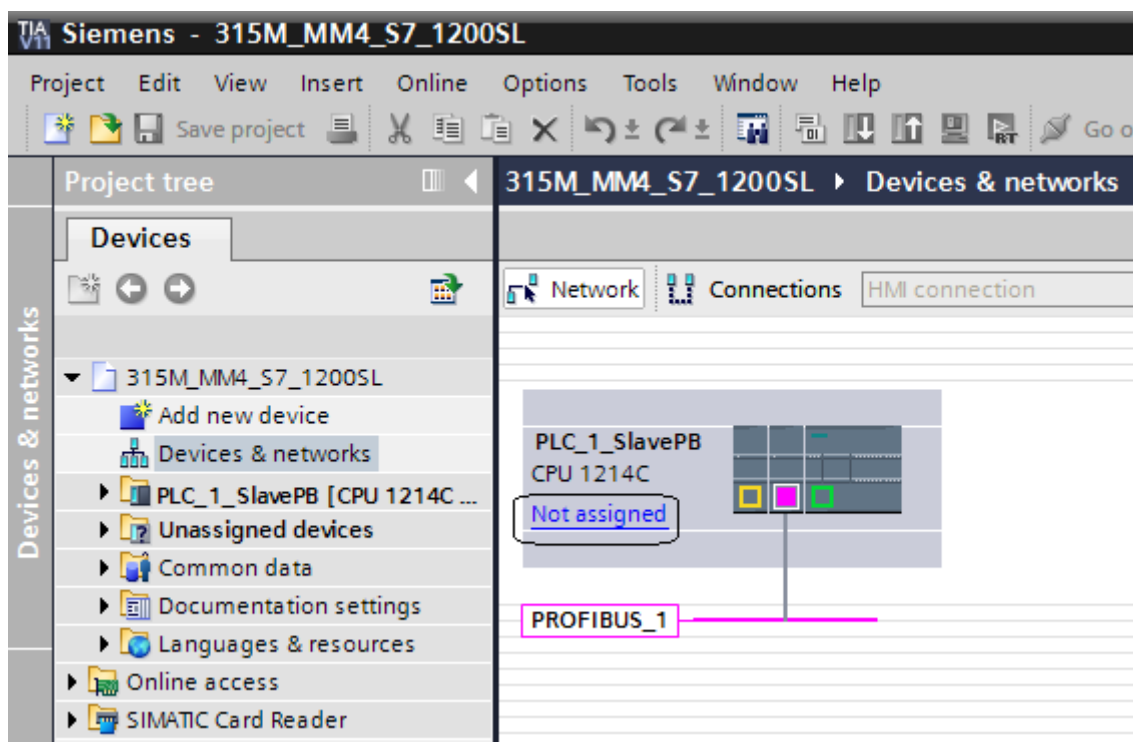 TIA V11 Siemens - 315M_MM4_S7_1200SL
Project Edit View Insert Online Options Tools Window Help
Save project Go o
Project tree
315M_MM4_S7_1200SL Devices & networks
Devices
Network Connections HMI connection
Devices & networks
315M_MM4_S7_1200SL
Add new device
Devices & networks
PLC_1_SlavePB [CPU 1214C ...
Unassigned devices
Common data
Documentation settings
Languages & resources
Online access
SIMATIC Card Reader
PLC_1_SlavePB
CPU 1214C
Not assigned
PROFIBUS_1